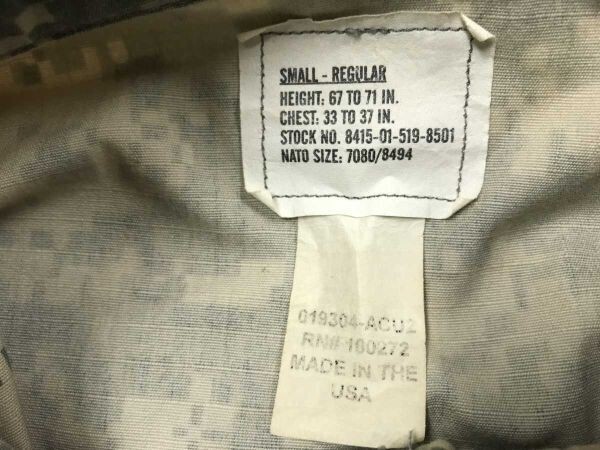 SMALL - REGULAR
HEIGHT: 67 TO 71 IN.
CHEST: 33 TO 37 IN.
STOCK NO. 8415-01-519-8501
NATO SIZE: 7080/8494
019304-ACU2
RN# 100272
MADE IN THE
USA